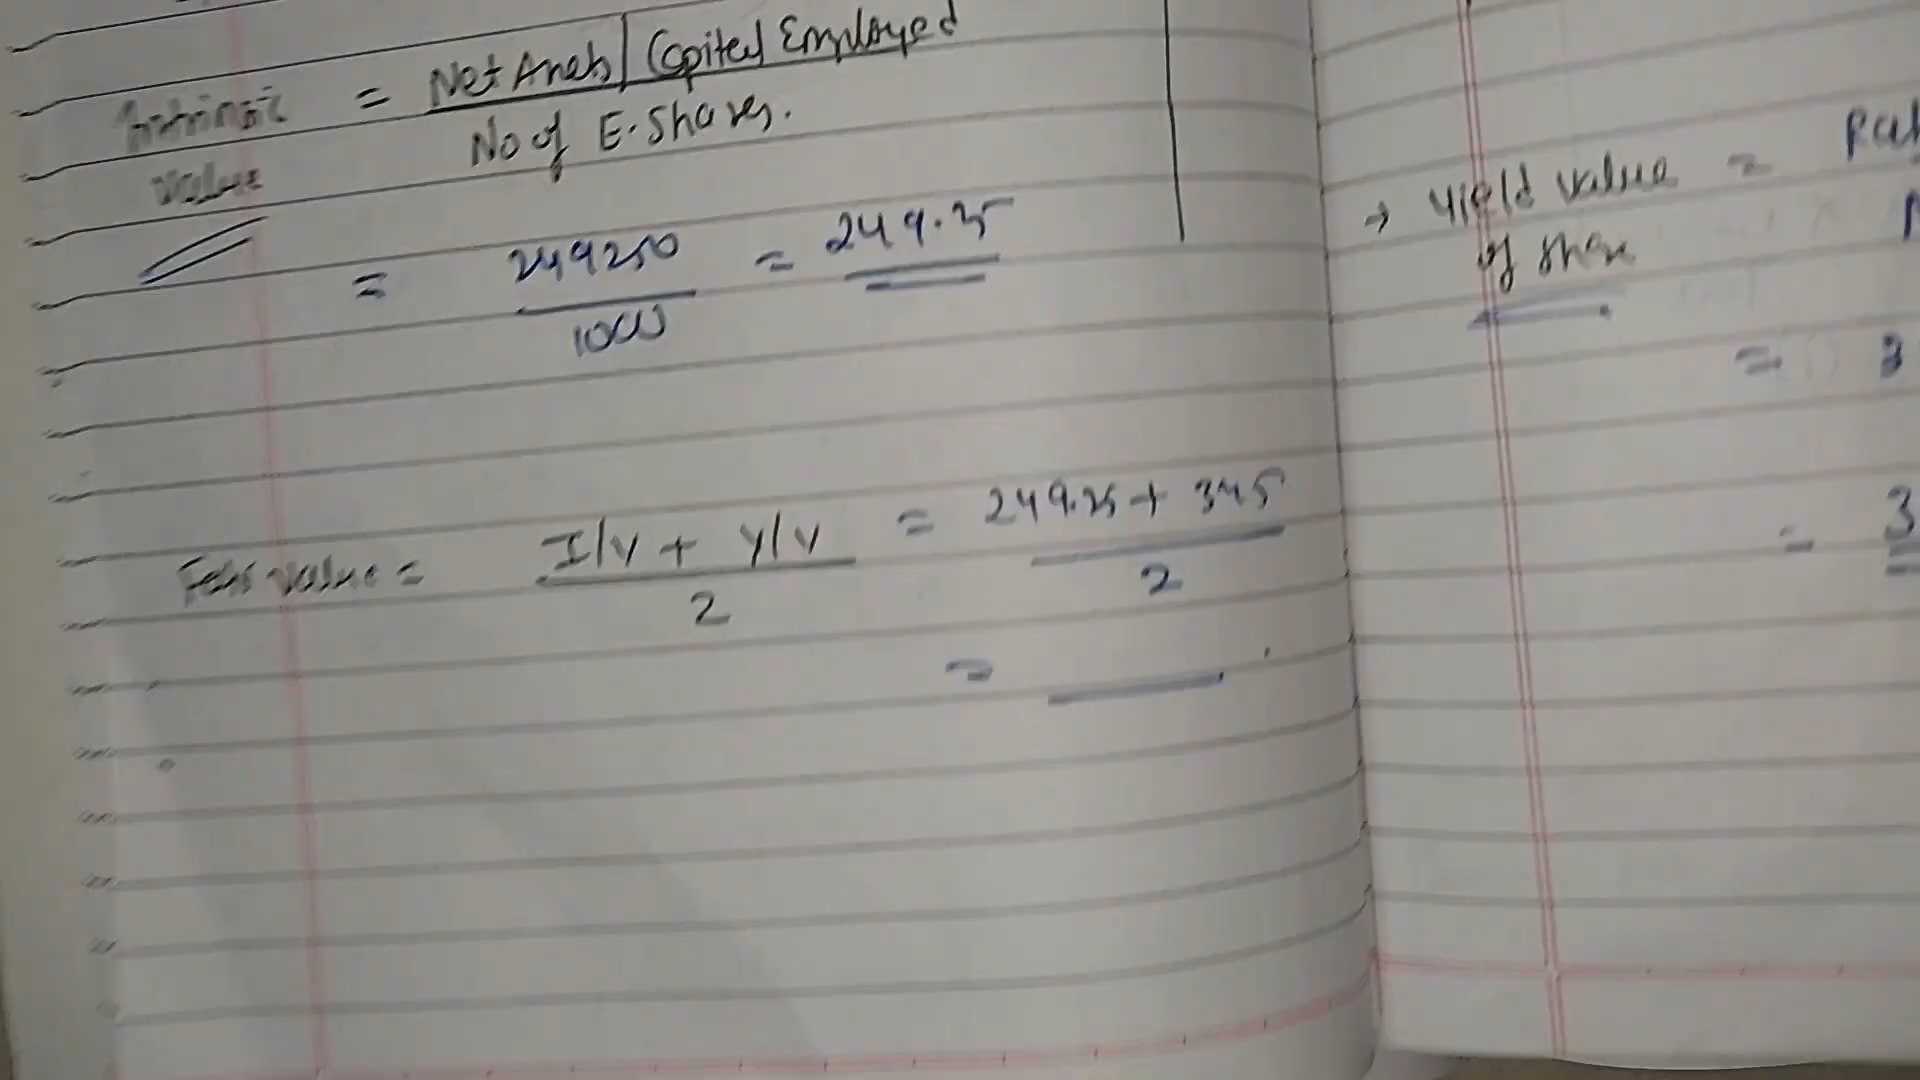 Intrinsic value = Net Assets / Capital Employed
No of E. Shares.
= 249250 / 1000 = 249.25
Fair value = I/V + Y/V / 2 = 249.25 + 345 / 2
=
→ Yield value of share =
= 3
= 3